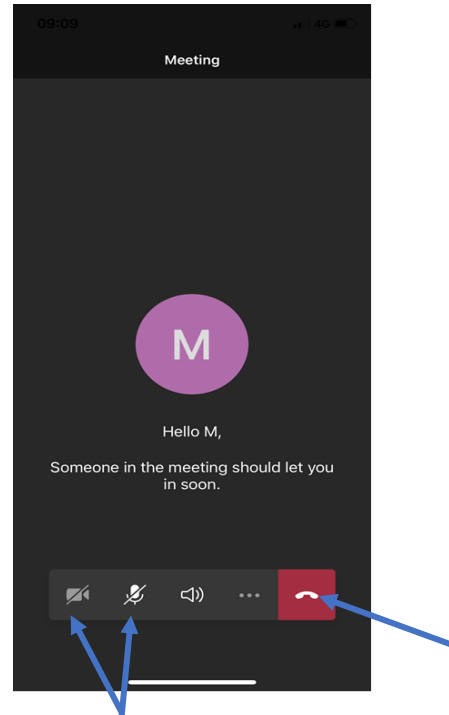 09:09 4G
Meeting
M
Hello M,
Someone in the meeting should let you
in soon.